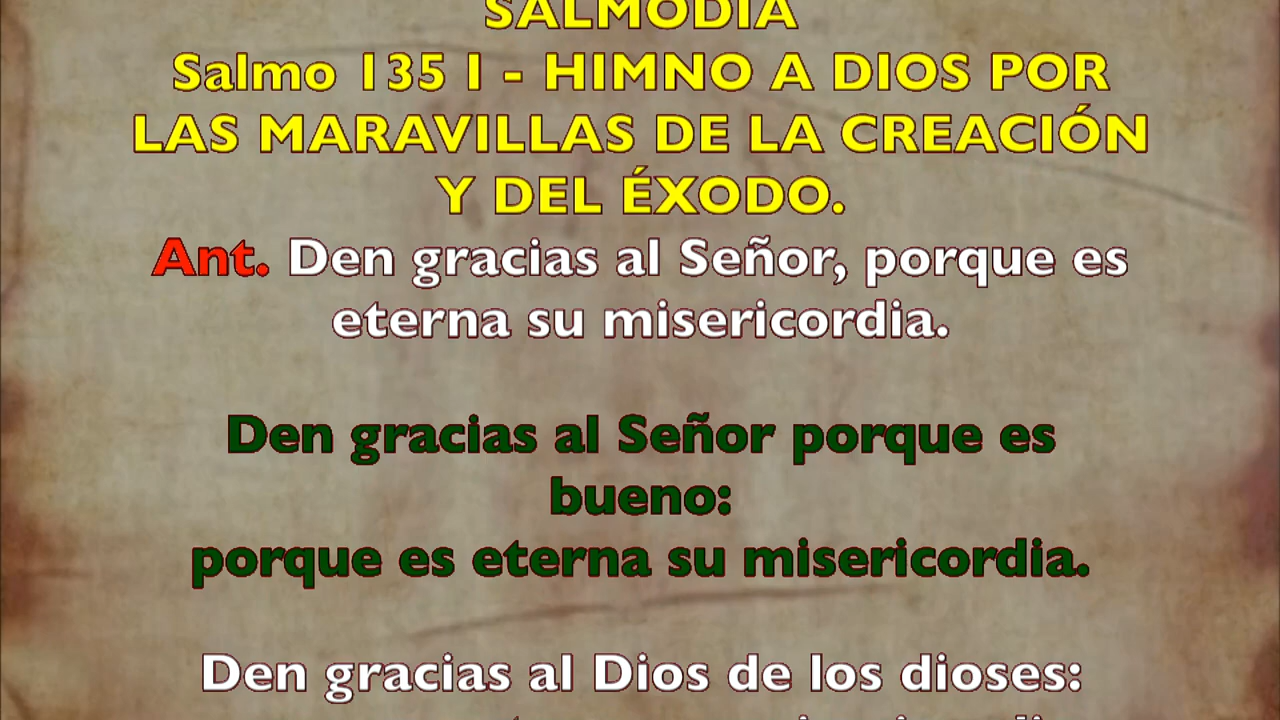 SALMODIA
Salmo 135 I - HIMNO A DIOS POR
LAS MARAVILLAS DE LA CREACIÓN
Y DEL ÉXODO.
Ant. Den gracias al Señor, porque es
eterna su misericordia.
Den gracias al Señor porque es
bueno:
porque es eterna su misericordia.
Den gracias al Dios de los dioses: